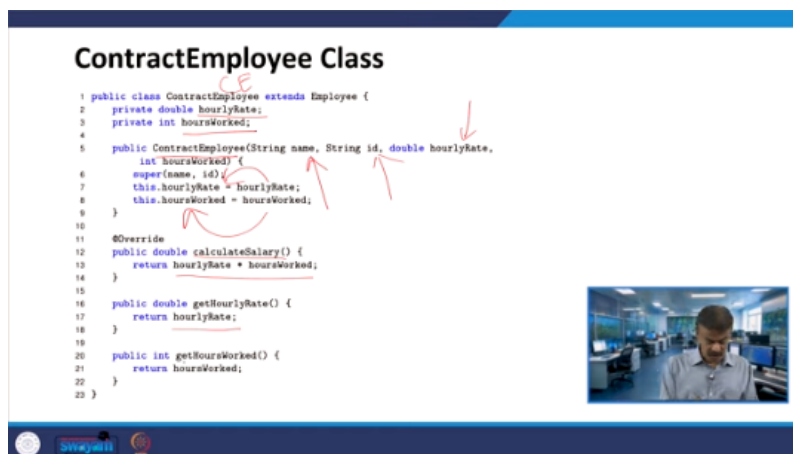 ContractEmployee Class
CE
1 public class ContractEmployee extends Employee {
2 private double hourlyRate;
3 private int hoursWorked;
4
5 public ContractEmployee(String name, String id, double hourlyRate,
int hoursWorked) {
6 super(name, id);
7 this.hourlyRate = hourlyRate;
8 this.hoursWorked = hoursWorked;
9 }
10
11 @Override
12 public double calculateSalary() {
13 return hourlyRate * hoursWorked;
14 }
15
16 public double getHourlyRate() {
17 return hourlyRate;
18 }
19
20 public int getHoursWorked() {
21 return hoursWorked;
22 }
23 }
swayam